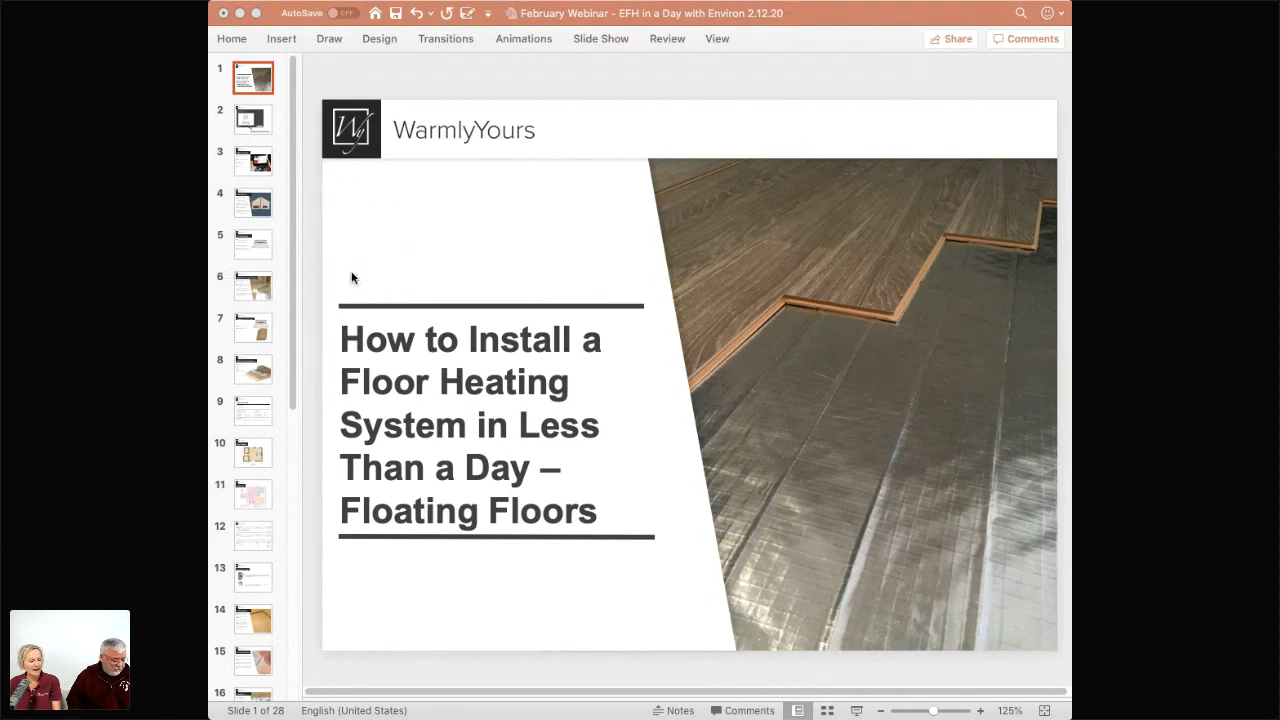 AutoSave OFF
February Webinar - EFH in a Day with Environ 2.12.20
Home Insert Draw Design Transitions Animations Slide Show Review View Share Comments
1
2
3
4
5
6
7
8
9
10
11
12
13
14
15
16
WarmlyYours
How to Install a
Floor Heating
System in Less
Than a Day –
Floating Floors
Slide 1 of 28 English (United States) Notes Comments 125%